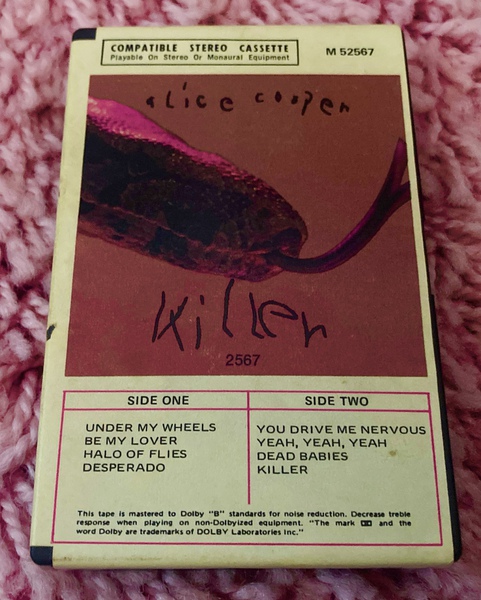 COMPATIBLE STEREO CASSETTE
Playable On Stereo Or Monaural Equipment
M 52567
alice cooper
killer
2567
SIDE ONE
UNDER MY WHEELS
BE MY LOVER
HALO OF FLIES
DESPERADO
SIDE TWO
YOU DRIVE ME NERVOUS
YEAH, YEAH, YEAH
DEAD BABIES
KILLER
This tape is mastered to Dolby "B" standards for noise reduction. Decrease treble
response when playing on non-Dolbyized equipment. "The mark and the
word Dolby are trademarks of DOLBY Laboratories Inc."